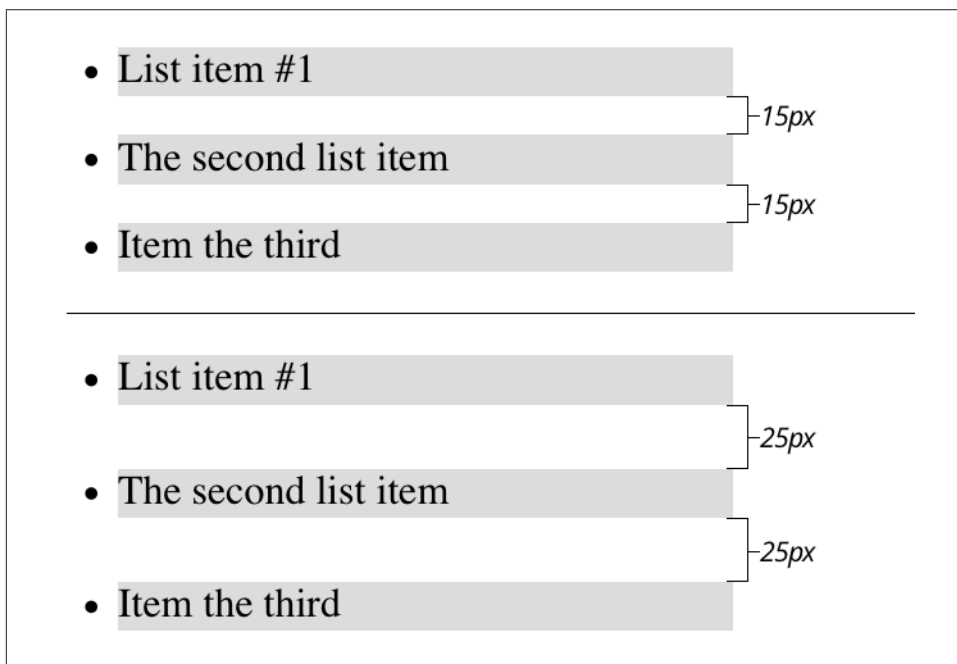 • List item #1
15px
• The second list item
15px
• Item the third
• List item #1
25px
• The second list item
25px
• Item the third